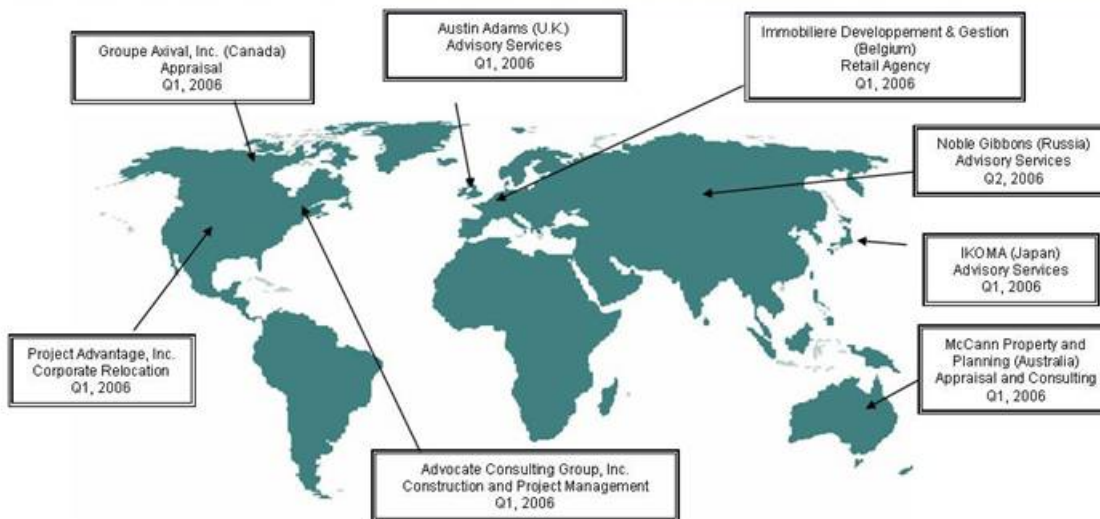 Groupe Axival, Inc. (Canada)
Appraisal
Q1, 2006
Austin Adams (U.K.)
Advisory Services
Q1, 2006
Immobiliere Developpement & Gestion
(Belgium)
Retail Agency
Q1, 2006
Noble Gibbons (Russia)
Advisory Services
Q2, 2006
IKOMA (Japan)
Advisory Services
Q1, 2006
Project Advantage, Inc.
Corporate Relocation
Q1, 2006
McCann Property and
Planning (Australia)
Appraisal and Consulting
Q1, 2006
Advocate Consulting Group, Inc.
Construction and Project Management
Q1, 2006